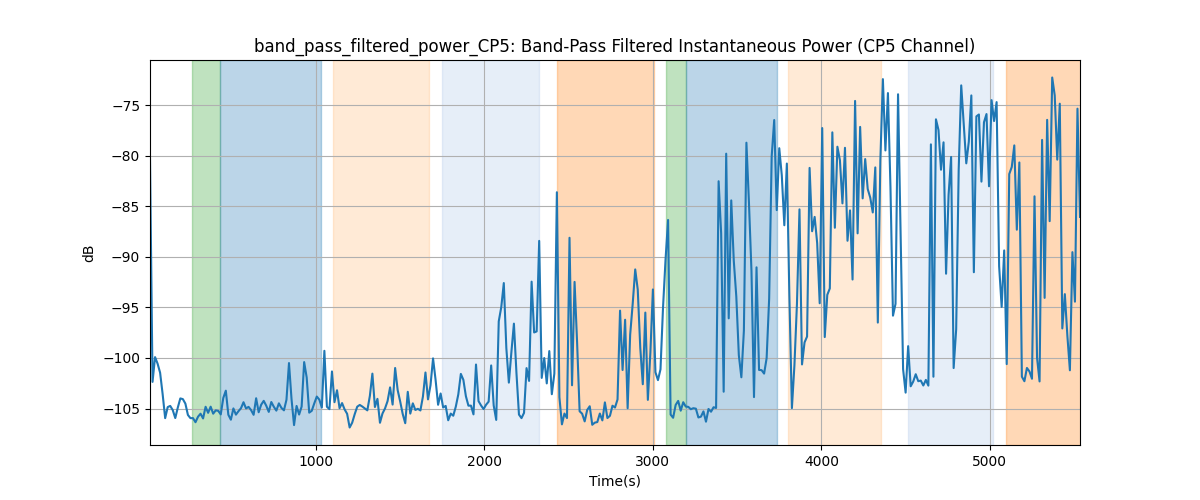 band_pass_filtered_power_CP5: Band-Pass Filtered Instantaneous Power (CP5 Channel)
−75
−80
−85
−90
−95
−100
−105
dB
1000 2000 3000 4000 5000
Time(s)